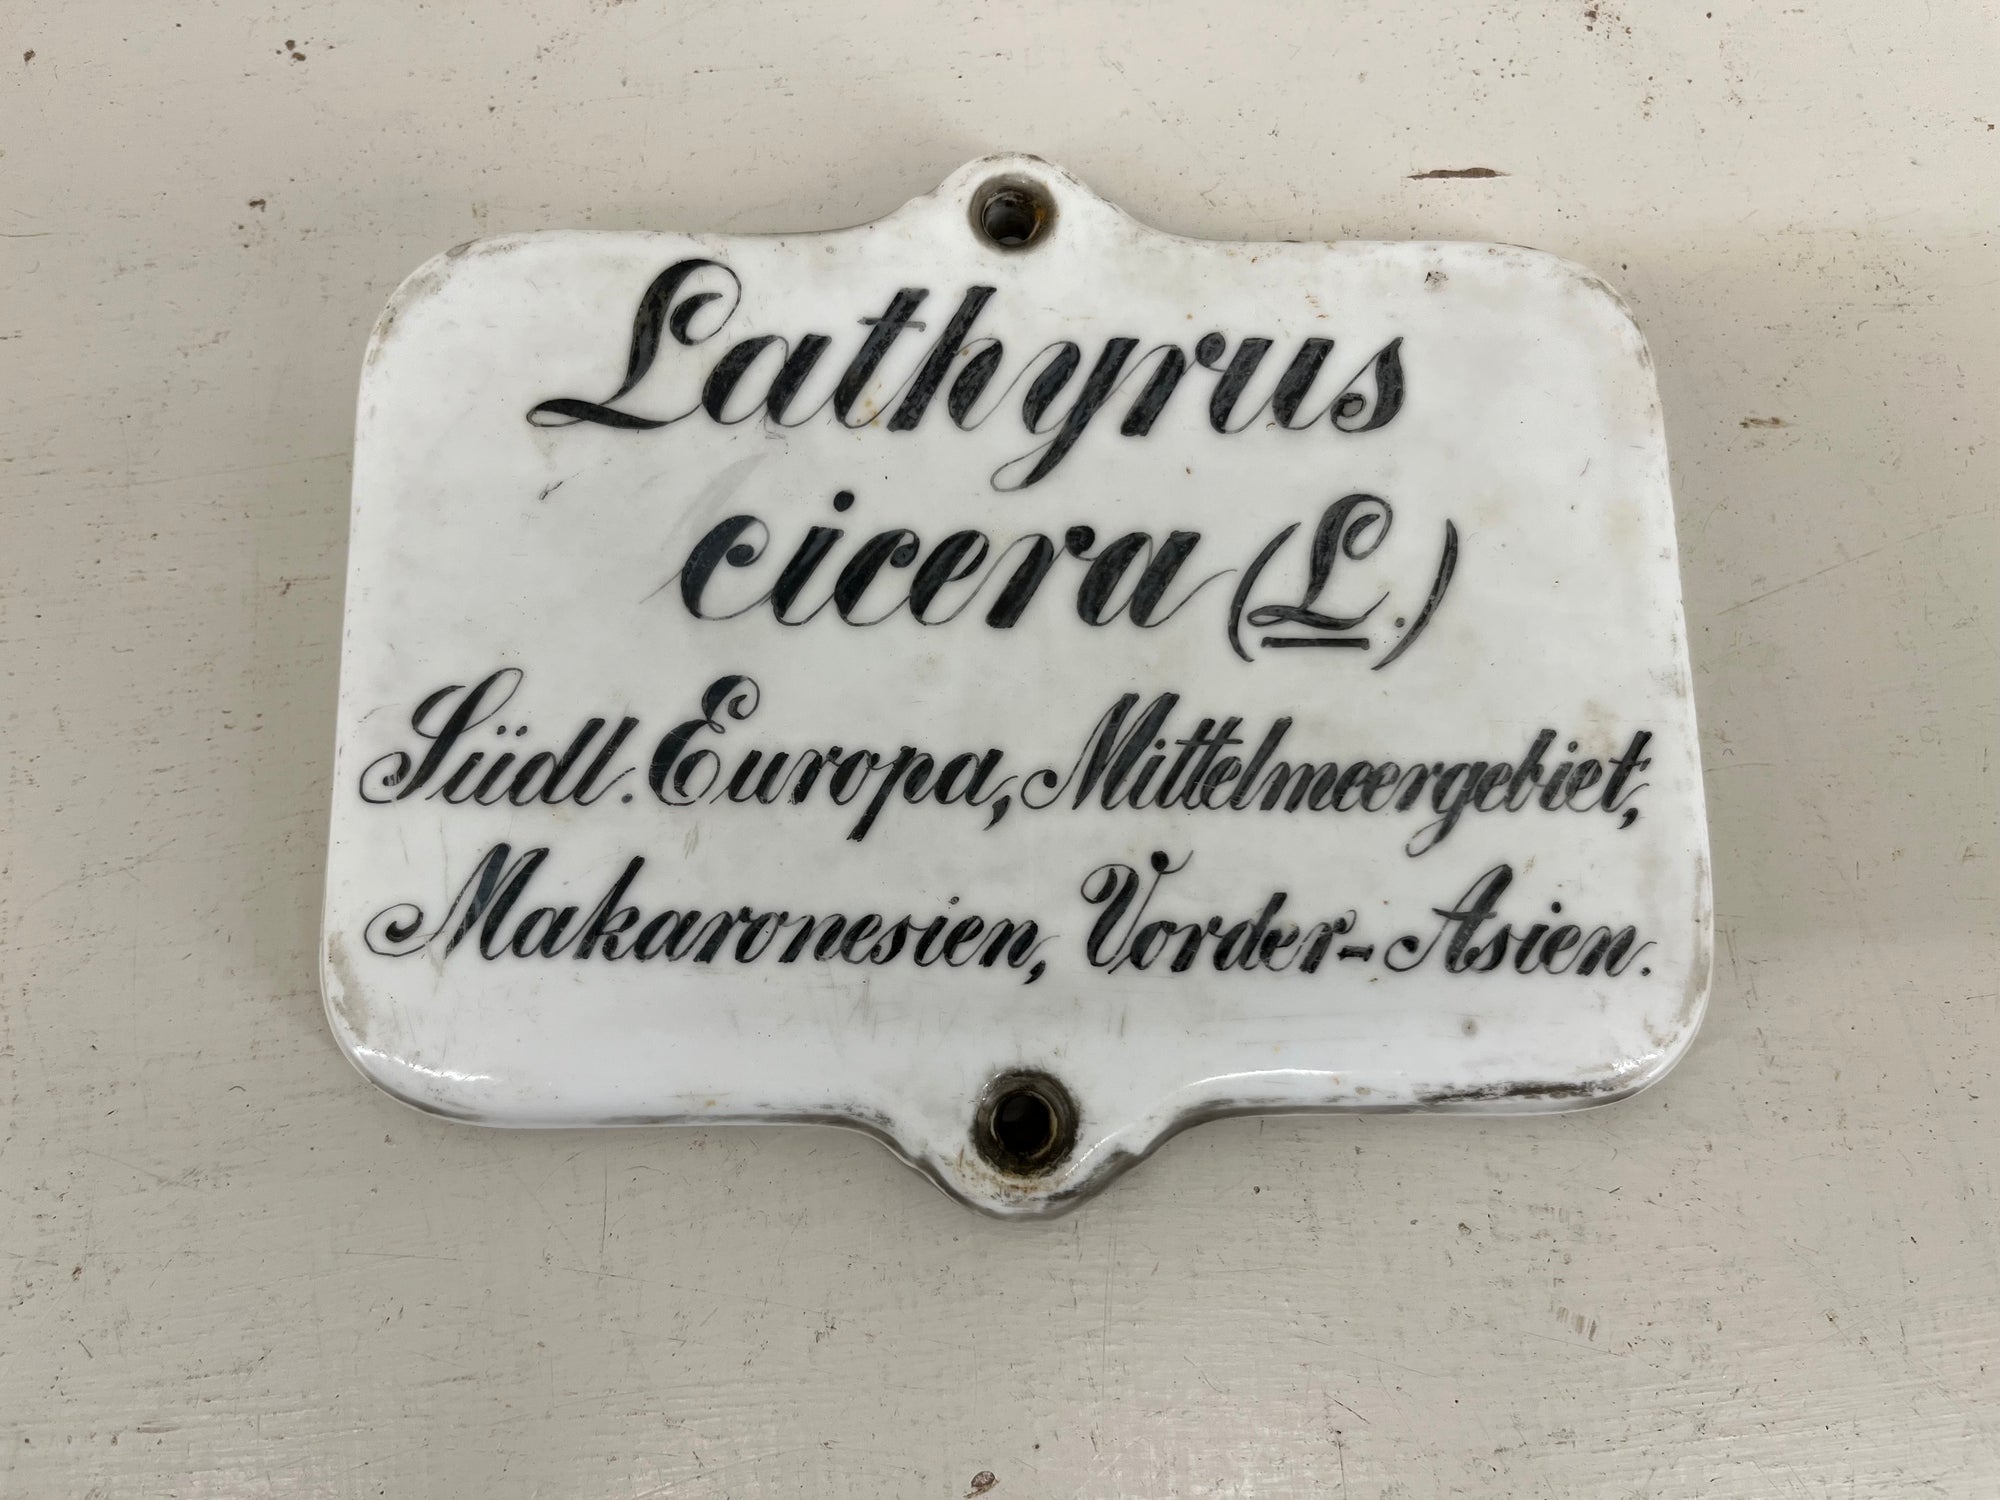 Lathyrus
cicera (L.)
Südl. Europa, Mittelmeergebiet,
Makaronesien, Vorder-Asien.